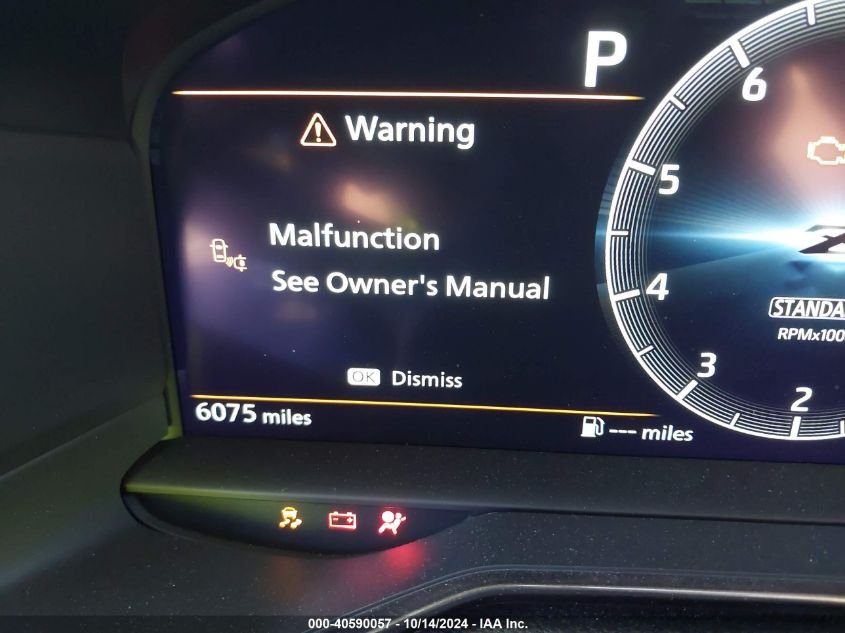 P
Warning
6
Malfunction
5
See Owner's Manual
4
STANDA
RPMx100
3
OK Dismiss
2
6075 miles
--- miles
000-40590057 - 10/14/2024 - IAA Inc.